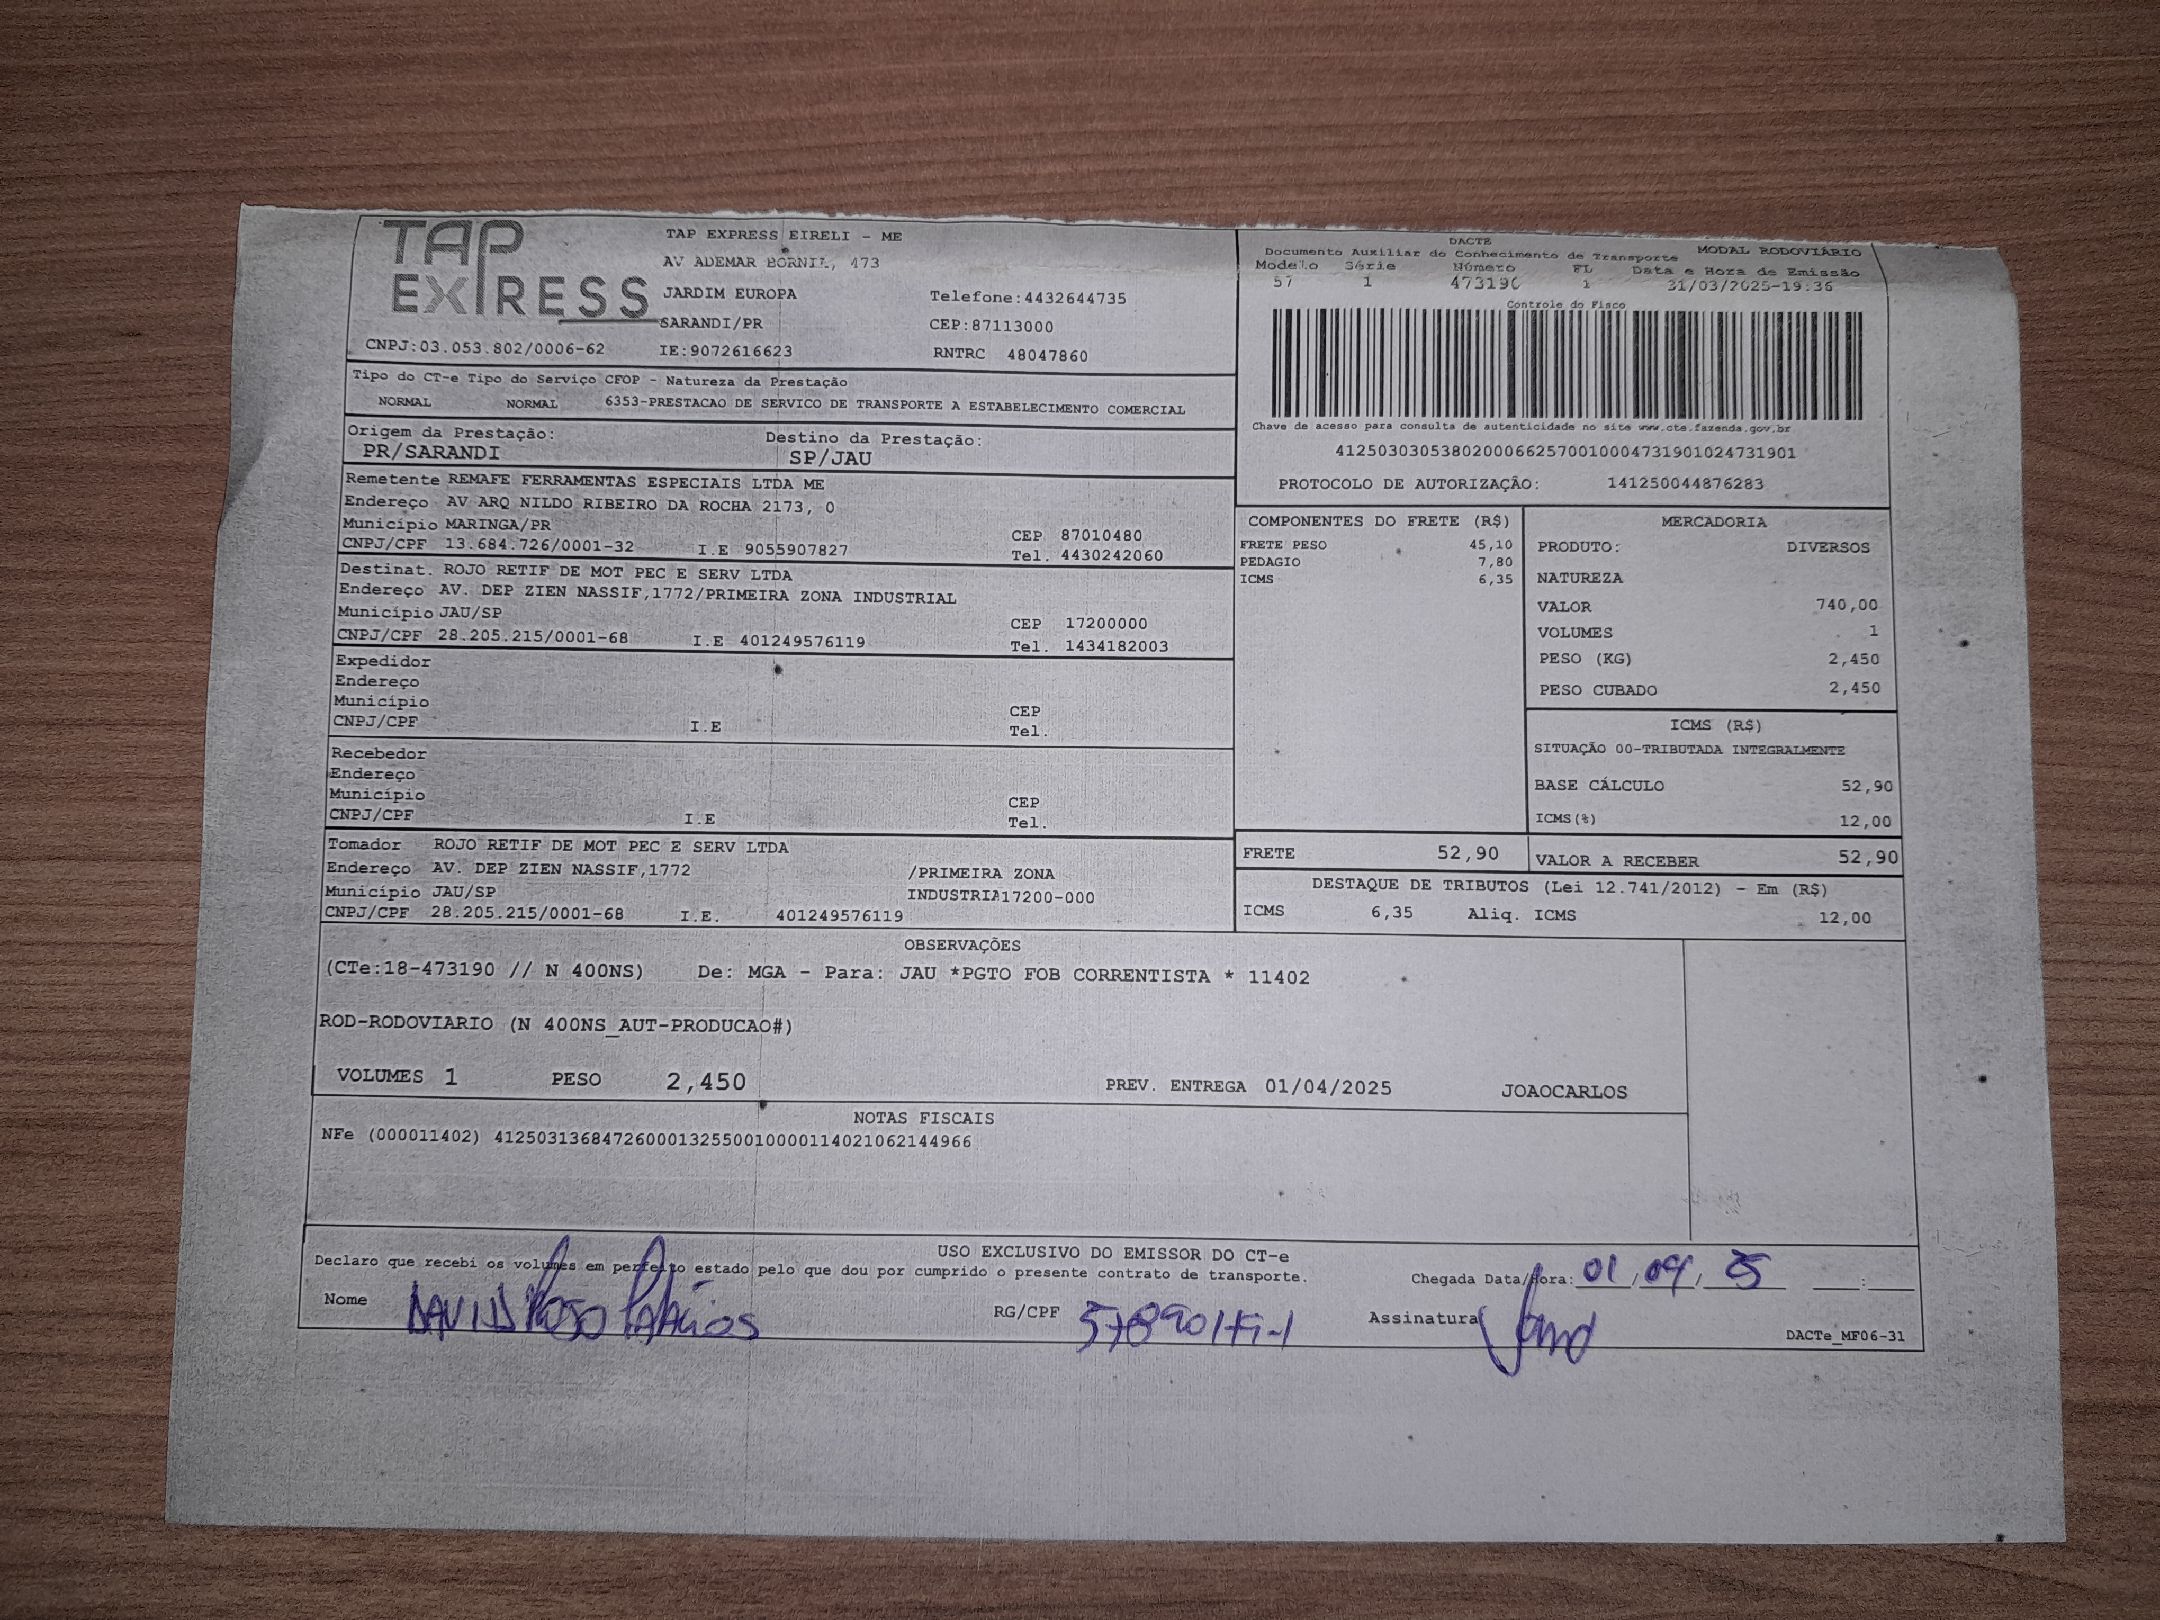 TAP
EXPRESS
TAP EXPRESS EIRELI - ME
AV ADEMAR BORNIL, 473
JARDIM EUROPA Telefone:4432644735
SARANDI/PR CEP:87113000
CNPJ:03.053.802/0006-62 IE:9072616623 RNTRC 48047860
DACTE
Documento Auxiliar do Conhecimento de Transporte MODAL RODOVIÁRIO
Modelo Série Número FL Data e Hora de Emissão
57 1 473190 1 31/03/2025-19:36
Controle do Fisco
Chave de acesso para consulta de autenticidade no site www.cte.fazenda.gov.br
41250303053802000662570010004731901024731901
PROTOCOLO DE AUTORIZAÇÃO: 141250044876283
Tipo do CT-e Tipo do Serviço CFOP - Natureza da Prestação
NORMAL NORMAL 6353-PRESTACAO DE SERVICO DE TRANSPORTE A ESTABELECIMENTO COMERCIAL
Origem da Prestação: Destino da Prestação:
PR/SARANDI SP/JAU
Remetente REMAFE FERRAMENTAS ESPECIAIS LTDA ME
Endereço AV ARQ NILDO RIBEIRO DA ROCHA 2173, 0
Município MARINGA/PR CEP 87010480
CNPJ/CPF 13.684.726/0001-32 I.E 9055907827 Tel. 4430242060
Destinat. ROJO RETIF DE MOT PEC E SERV LTDA
Endereço AV. DEP ZIEN NASSIF,1772/PRIMEIRA ZONA INDUSTRIAL
Município JAU/SP CEP 17200000
CNPJ/CPF 28.205.215/0001-68 I.E 401249576119 Tel. 1434182003
Expedidor
Endereço
Município CEP
CNPJ/CPF I.E Tel.
Recebedor
Endereço
Município CEP
CNPJ/CPF I.E Tel.
Tomador ROJO RETIF DE MOT PEC E SERV LTDA
Endereço AV. DEP ZIEN NASSIF,1772 /PRIMEIRA ZONA
Município JAU/SP INDUSTRIA17200-000
CNPJ/CPF 28.205.215/0001-68 I.E. 401249576119
COMPONENTES DO FRETE (R$)
FRETE PESO 45,10
PEDAGIO 7,80
ICMS 6,35
MERCADORIA
PRODUTO: DIVERSOS
NATUREZA
VALOR 740,00
VOLUMES 1
PESO (KG) 2,450
PESO CUBADO 2,450
ICMS (R$)
SITUAÇÃO 00-TRIBUTADA INTEGRALMENTE
BASE CÁLCULO 52,90
ICMS(%) 12,00
FRETE 52,90 VALOR A RECEBER 52,90
DESTAQUE DE TRIBUTOS (Lei 12.741/2012) - Em (R$)
ICMS 6,35 Aliq. ICMS 12,00
OBSERVAÇÕES
(CTe:18-473190 // N 400NS) De: MGA - Para: JAU *PGTO FOB CORRENTISTA * 11402
ROD-RODOVIARIO (N 400NS_AUT-PRODUCAO#)
VOLUMES 1 PESO 2,450 PREV. ENTREGA 01/04/2025 JOAOCARLOS
NOTAS FISCAIS
NFe (000011402) 41250313684726000132550010000114021062144966
USO EXCLUSIVO DO EMISSOR DO CT-e
Declaro que recebi os volumes em perfeito estado pelo que dou por cumprido o presente contrato de transporte.
Chegada Data/Hora: 01/04/25 :
Nome RG/CPF Assinatura
DACTe_MF06-31